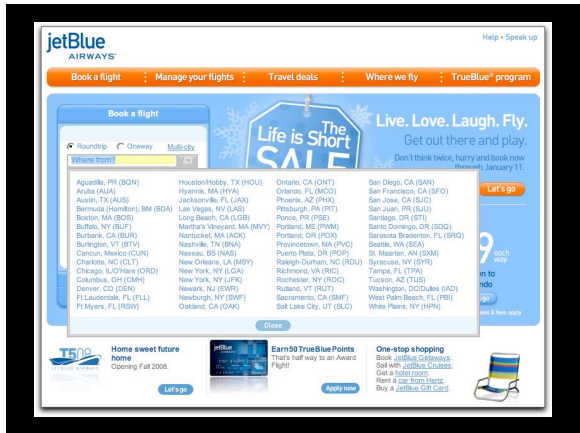 jetBlue
AIRWAYS
Help • Speak up
Book a flight
Manage your flights
Travel deals
Where we fly
TrueBlue® program
Book a flight
Roundtrip
Oneway
Multi-city
Where from?
The
Life is Short
SALE
Live. Love. Laugh. Fly.
Get out there and play.
Don't think twice, hurry and book now
through January 11.
Let's go
Aguadilla, PR (BQN)
Aruba (AUA)
Austin, TX (AUS)
Bermuda (Hamilton), BM (BDA)
Boston, MA (BOS)
Buffalo, NY (BUF)
Burbank, CA (BUR)
Burlington, VT (BTV)
Cancun, Mexico (CUN)
Charlotte, NC (CLT)
Chicago, IL/O'Hare (ORD)
Columbus, OH (CMH)
Denver, CO (DEN)
Ft Lauderdale, FL (FLL)
Ft Myers, FL (RSW)
Houston/Hobby, TX (HOU)
Hyannis, MA (HYA)
Jacksonville, FL (JAX)
Las Vegas, NV (LAS)
Long Beach, CA (LGB)
Martha's Vineyard, MA (MVY)
Nantucket, MA (ACK)
Nashville, TN (BNA)
Nassau, BS (NAS)
New Orleans, LA (MSY)
New York, NY (LGA)
New York, NY (JFK)
Newark, NJ (EWR)
Newburgh, NY (SWF)
Oakland, CA (OAK)
Ontario, CA (ONT)
Orlando, FL (MCO)
Phoenix, AZ (PHX)
Pittsburgh, PA (PIT)
Ponce, PR (PSE)
Portland, ME (PWM)
Portland, OR (PDX)
Provincetown, MA (PVC)
Puerto Plata, DR (POP)
Raleigh-Durham, NC (RDU)
Richmond, VA (RIC)
Rochester, NY (ROC)
Rutland, VT (RUT)
Sacramento, CA (SMF)
Salt Lake City, UT (SLC)
San Diego, CA (SAN)
San Francisco, CA (SFO)
San Jose, CA (SJC)
San Juan, PR (SJU)
Santiago, DR (STI)
Santo Domingo, DR (SDQ)
Sarasota Bradenton, FL (SRQ)
Seattle, WA (SEA)
St. Maarten, AN (SXM)
Syracuse, NY (SYR)
Tampa, FL (TPA)
Tucson, AZ (TUS)
Washington, DC/Dulles (IAD)
West Palm Beach, FL (PBI)
White Plains, NY (HPN)
9 each
way
Close
Home sweet future
home
Opening Fall 2008.
Let's go
jetBlue
Earn 50 TrueBlue Points
That's half way to an Award
Flight!
Apply now
One-stop shopping
Book JetBlue Getaways.
Sail with JetBlue Cruises.
Get a hotel room.
Rent a car from Hertz.
Buy a JetBlue Gift Card.